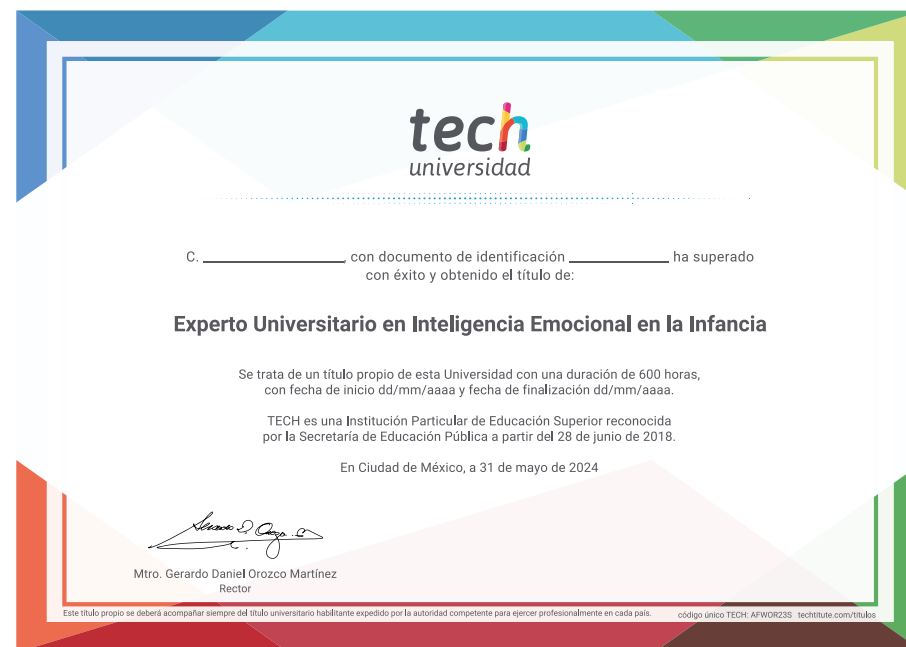 tech
universidad
C. ____________________, con documento de identificación ______________ ha superado
con éxito y obtenido el título de:
Experto Universitario en Inteligencia Emocional en la Infancia
Se trata de un título propio de esta Universidad con una duración de 600 horas,
con fecha de inicio dd/mm/aaaa y fecha de finalización dd/mm/aaaa.
TECH es una Institución Particular de Educación Superior reconocida
por la Secretaría de Educación Pública a partir del 28 de junio de 2018.
En Ciudad de México, a 31 de mayo de 2024
Mtro. Gerardo Daniel Orozco Martínez
Rector
Este título propio se deberá acompañar siempre del título universitario habilitante expedido por la autoridad competente para ejercer profesionalmente en cada país.
código único TECH: AFWOR23S techtitute.com/titulos